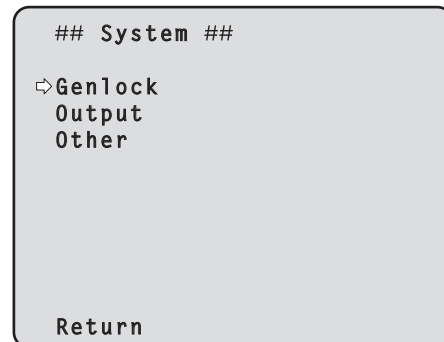 ## System ##
⇨Genlock
Output
Other
Return